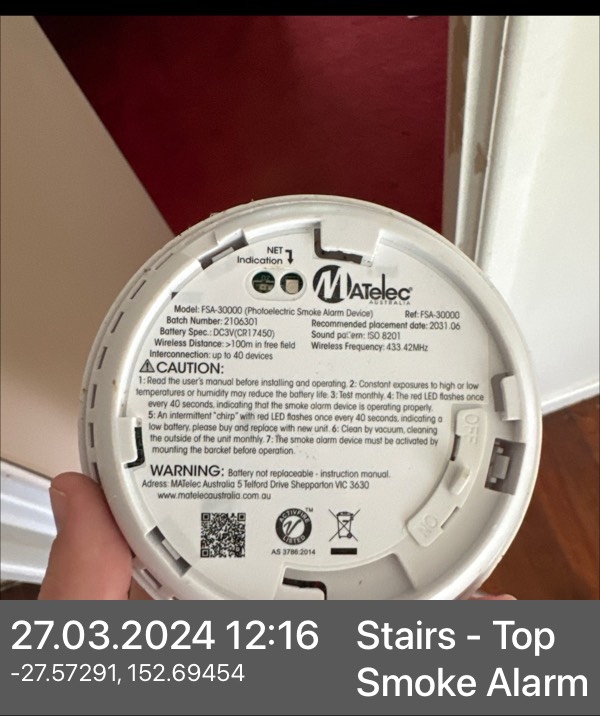 NET
Indication
MATelec
AUSTRALIA
Model: FSA-30000 (Photoelectric Smoke Alarm Device)
Ref: FSA-30000
Batch Number: 2106301
Recommended placement date: 2031.06
Battery Spec.: DC3V(CR17450)
Sound pattern: ISO 8201
Wireless Distance: >100m in free field
Wireless Frequency: 433.42MHz
Interconnection: up to 40 devices
CAUTION:
1: Read the user's manual before installing and operating. 2: Constant exposures to high or low
temperatures or humidity may reduce the battery life. 3: Test monthly. 4: The red LED flashes once
every 40 seconds, indicating that the smoke alarm device is operating properly.
5: An intermittent "chirp" with red LED flashes once every 40 seconds, indicating a
low battery, please buy and replace with new unit. 6: Clean by vacuum, cleaning
the outside of the unit monthly. 7: The smoke alarm device must be activated by
mounting the barcket before operation.
WARNING: Battery not replaceable - instruction manual.
Adress: MATelec Australia 5 Telford Drive Shepparton VIC 3630
www.matelecaustralia.com.au
OFF
ON
ACTIVFIRE
LISTED
TM
AS 3786:2014
27.03.2024 12:16
-27.57291, 152.69454
Stairs - Top
Smoke Alarm